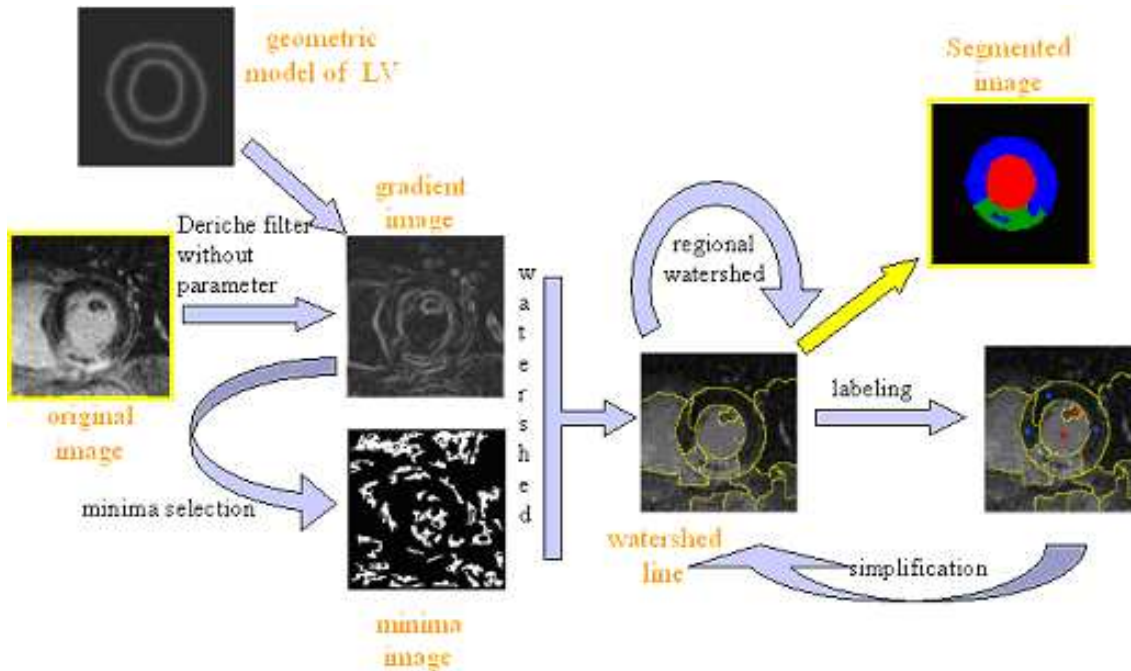 geometric
model of LV
Segmented
image
gradient
image
Deriche filter
without
parameter
regional
watershed
watershed
labeling
original
image
minima selection
watershed
line
simplification
minima
image